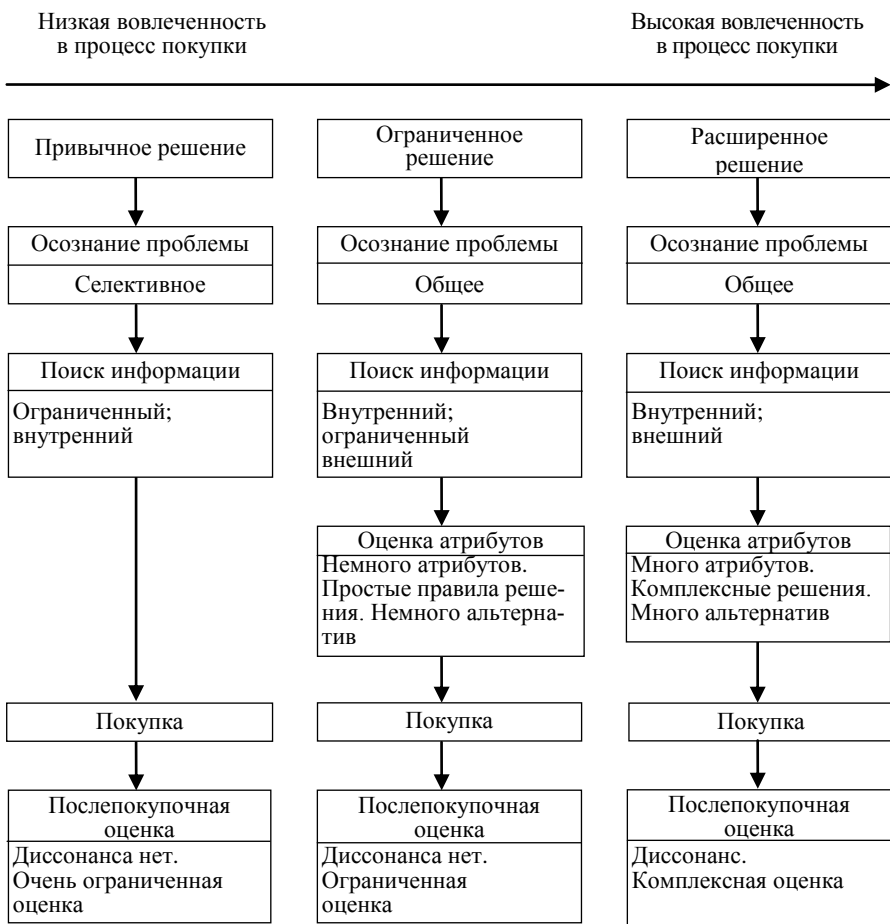 Низкая вовлеченность
в процесс покупки
Высокая вовлеченность
в процесс покупки
Привычное решение
Ограниченное
решение
Расширенное
решение
Осознание проблемы
Селективное
Осознание проблемы
Общее
Осознание проблемы
Общее
Поиск информации
Ограниченный;
внутренний
Поиск информации
Внутренний;
ограниченный
внешний
Поиск информации
Внутренний;
внешний
Оценка атрибутов
Немного атрибутов.
Простые правила реше-
ния. Немного альтерна-
тив
Оценка атрибутов
Много атрибутов.
Комплексные решения.
Много альтернатив
Покупка
Покупка
Покупка
Послепокупочная
оценка
Диссонанса нет.
Очень ограниченная
оценка
Послепокупочная
оценка
Диссонанса нет.
Ограниченная
оценка
Послепокупочная
оценка
Диссонанс.
Комплексная оценка